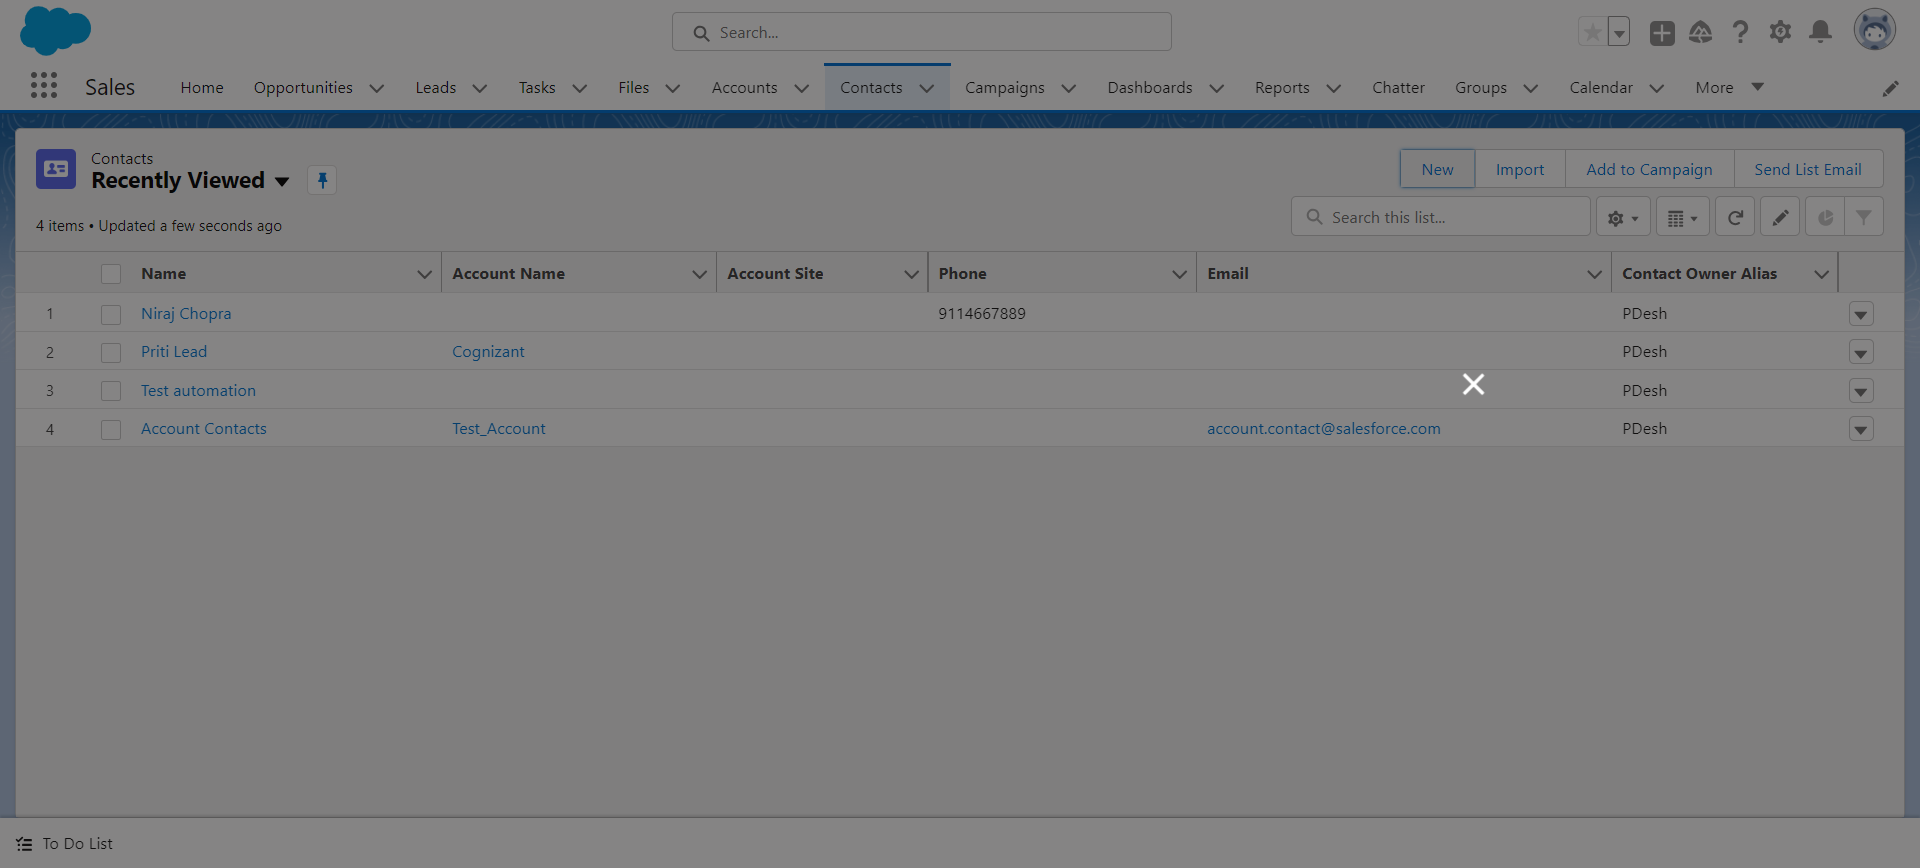 Search...
Sales
Home
Opportunities
Leads
Tasks
Files
Accounts
Contacts
Campaigns
Dashboards
Reports
Chatter
Groups
Calendar
More
Contacts
Recently Viewed
New
Import
Add to Campaign
Send List Email
4 items • Updated a few seconds ago
Search this list...
Name Account Name Account Site Phone Email Contact Owner Alias
1 Niraj Chopra 9114667889 PDesh
2 Priti Lead Cognizant PDesh
3 Test automation PDesh
4 Account Contacts Test_Account account.contact@salesforce.com PDesh
To Do List